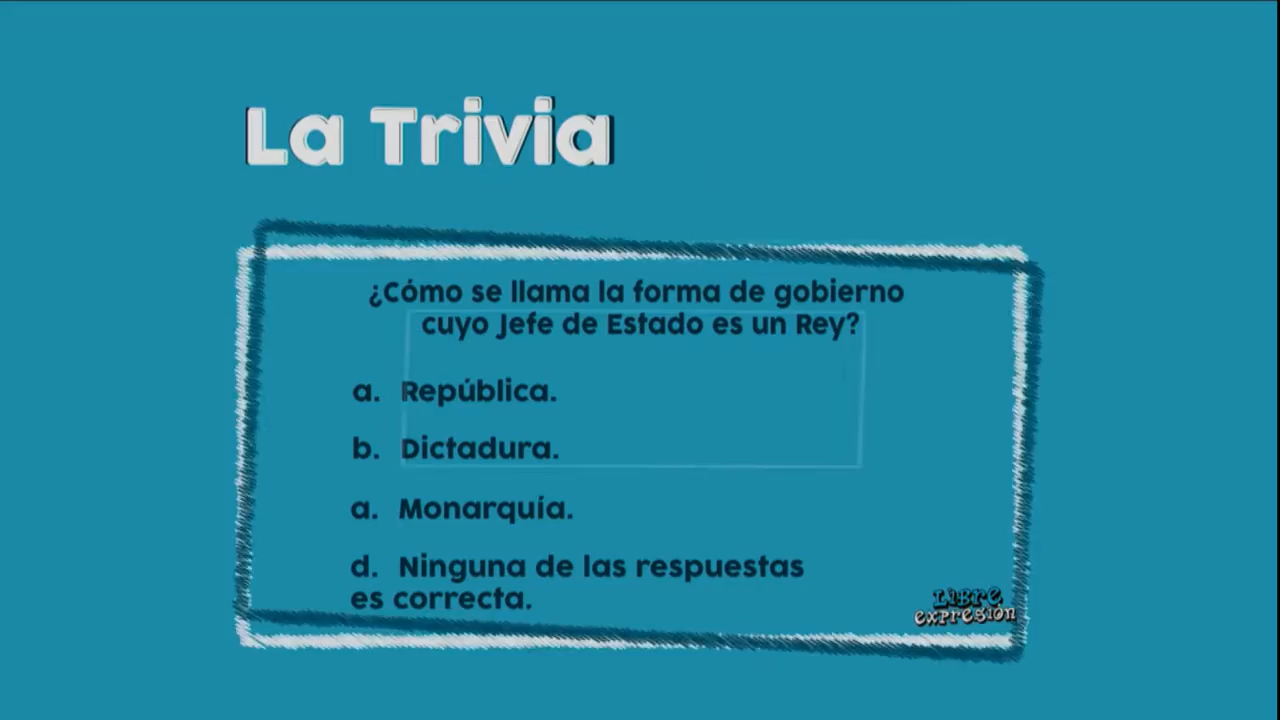 La Trivia
¿Cómo se llama la forma de gobierno
cuyo Jefe de Estado es un Rey?
a. República.
b. Dictadura.
a. Monarquía.
d. Ninguna de las respuestas
es correcta.
Libre
expresión